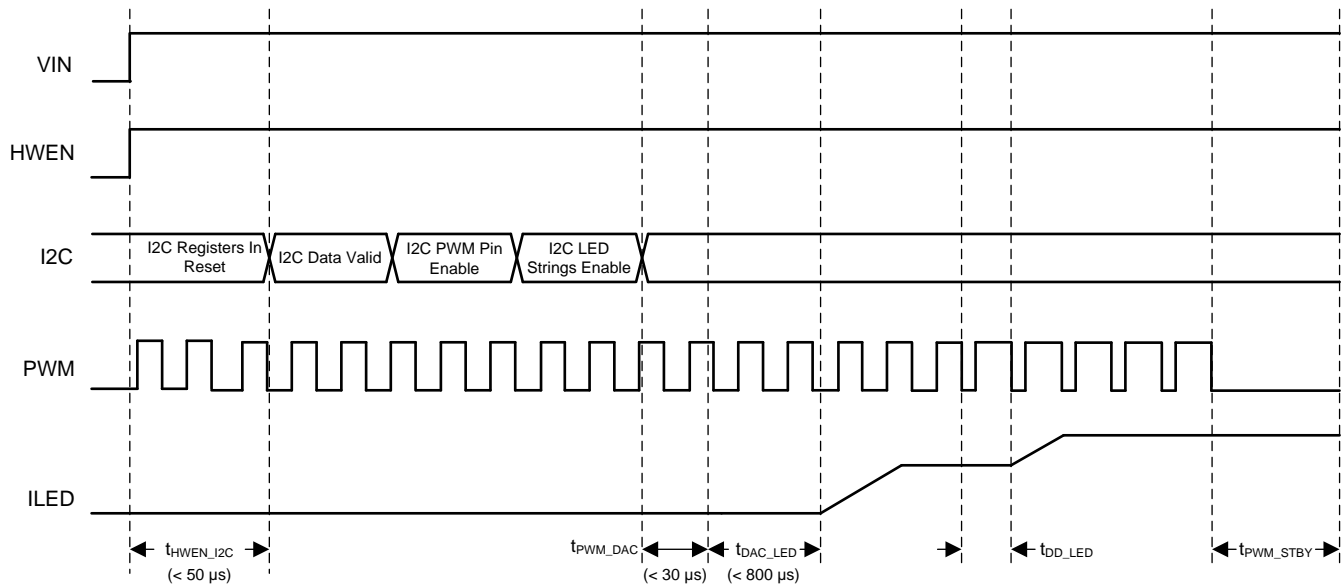 VIN
HWEN
I2C
I2C Registers In
Reset
I2C Data Valid
I2C PWM Pin
Enable
I2C LED
Strings Enable
PWM
ILED
tHWEN_I2C
(< 50 µs)
tPWM_DAC
(< 30 µs)
tDAC_LED
(< 800 µs)
tDD_LED
tPWM_STBY